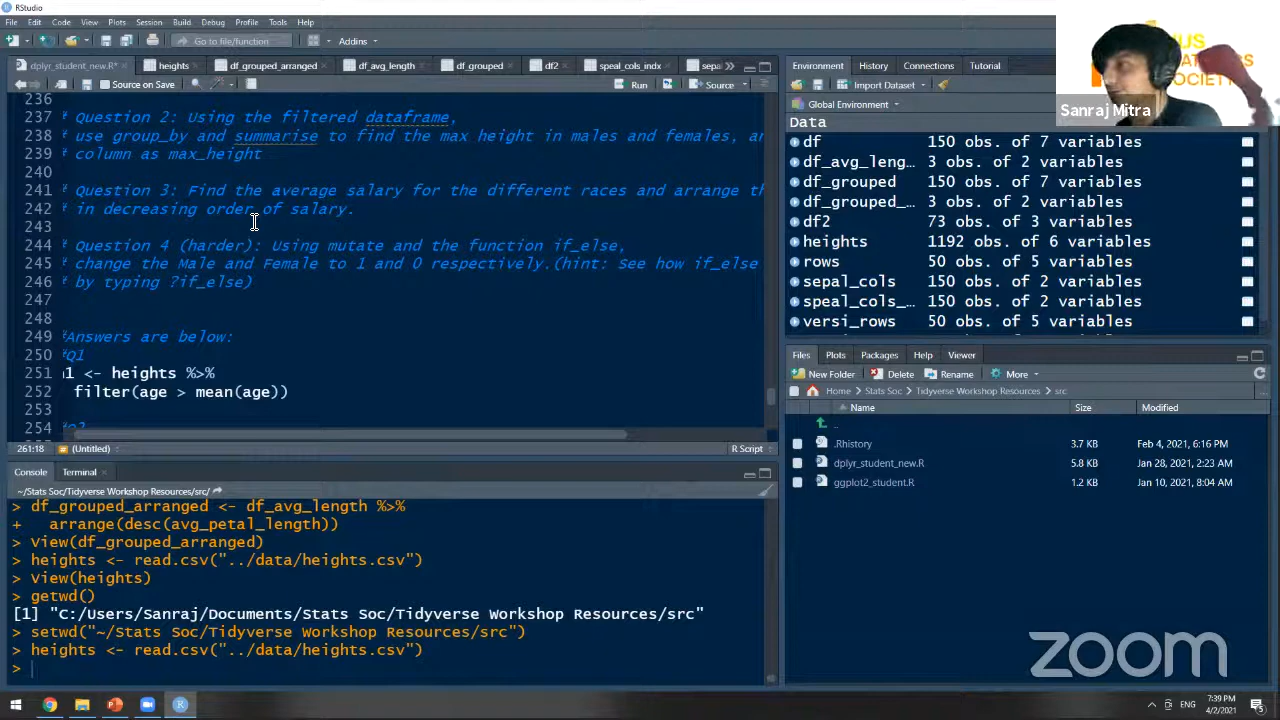 RStudio
File Edit Code View Plots Session Build Debug Profile Tools Help
Go to file/function Addins
dplyr_student_new.R* heights df_grouped_arranged df_avg_length df_grouped df2 speal_cols_index sepal
Source on Save Run Source
236
237 # Question 2: Using the filtered dataframe,
238 # use group_by and summarise to find the max height in males and females, an
239 # column as max_height
240
241 # Question 3: Find the average salary for the different races and arrange th
242 # in decreasing order of salary.
243
244 # Question 4 (harder): Using mutate and the function if_else,
245 # change the Male and Female to 1 and 0 respectively.(hint: See how if_else
246 # by typing ?if_else)
247
248
249 #Answers are below:
250 #Q1
251 a1 <- heights %>%
252 filter(age > mean(age))
253
254
261:18 (Untitled) R Script
Console Terminal
~/Stats Soc/Tidyverse Workshop Resources/src/
> df_grouped_arranged <- df_avg_length %>%
+ arrange(desc(avg_petal_length))
> View(df_grouped_arranged)
> heights <- read.csv("../data/heights.csv")
> View(heights)
> getwd()
[1] "C:/Users/Sanraj/Documents/Stats Soc/Tidyverse Workshop Resources/src"
> setwd("~/Stats Soc/Tidyverse Workshop Resources/src")
> heights <- read.csv("../data/heights.csv")
>
Environment History Connections Tutorial
Import Dataset
Global Environment
Data
df 150 obs. of 7 variables
df_avg_leng… 3 obs. of 2 variables
df_grouped 150 obs. of 7 variables
df_grouped_… 3 obs. of 2 variables
df2 73 obs. of 3 variables
heights 1192 obs. of 6 variables
rows 50 obs. of 5 variables
sepal_cols 150 obs. of 2 variables
speal_cols_… 150 obs. of 2 variables
versi_rows 50 obs. of 5 variables
Files Plots Packages Help Viewer
New Folder Delete Rename More
Home Stats Soc Tidyverse Workshop Resources src
Name Size Modified
..
.Rhistory 3.7 KB Feb 4, 2021, 6:16 PM
dplyr_student_new.R 5.8 KB Jan 28, 2021, 2:23 AM
ggplot2_student.R 1.2 KB Jan 10, 2021, 8:04 AM
Sanraj Mitra
zoom
ENG
7:39 PM
4/2/2021
5